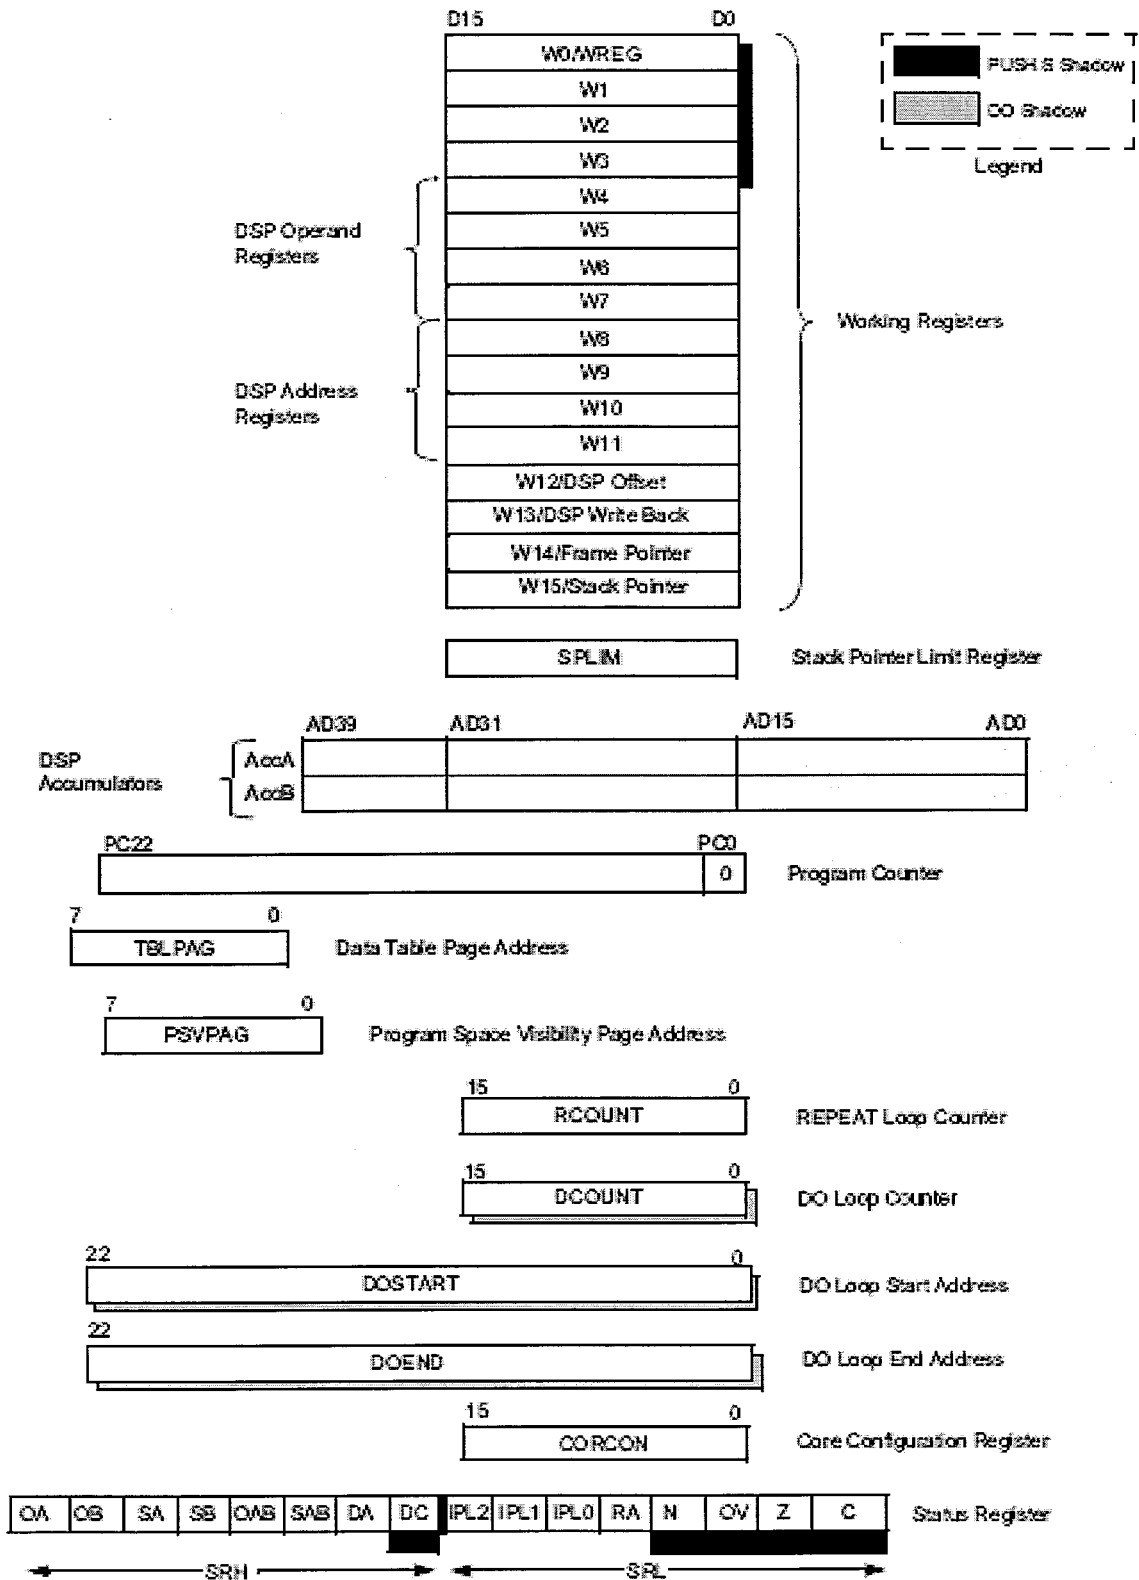 D15 D0
W0/WREG
W1
W2
W3
W4
W5
W6
W7
W8
W9
W10
W11
W12/DSP Offset
W13/DSP Write Back
W14/Frame Pointer
W15/Stack Pointer
PUSH.S Shadow
DO Shadow
Legend
DSP Operand
Registers
DSP Address
Registers
Working Registers
SPLIM
Stack Pointer Limit Register
AD39 AD31 AD15 AD0
DSP
Accumulators
AccA
AccB
PC22 PC0
0
Program Counter
7 0
TBLPAG
Data Table Page Address
7 0
PSVPAG
Program Space Visibility Page Address
15 0
RCOUNT
REPEAT Loop Counter
15 0
DCOUNT
DO Loop Counter
22 0
DOSTART
DO Loop Start Address
22
DOEND
DO Loop End Address
15 0
CORCON
Core Configuration Register
OA OB SA SB OAB SAB DA DC IPL2 IPL1 IPL0 RA N OV Z C
Status Register
SRH SRL